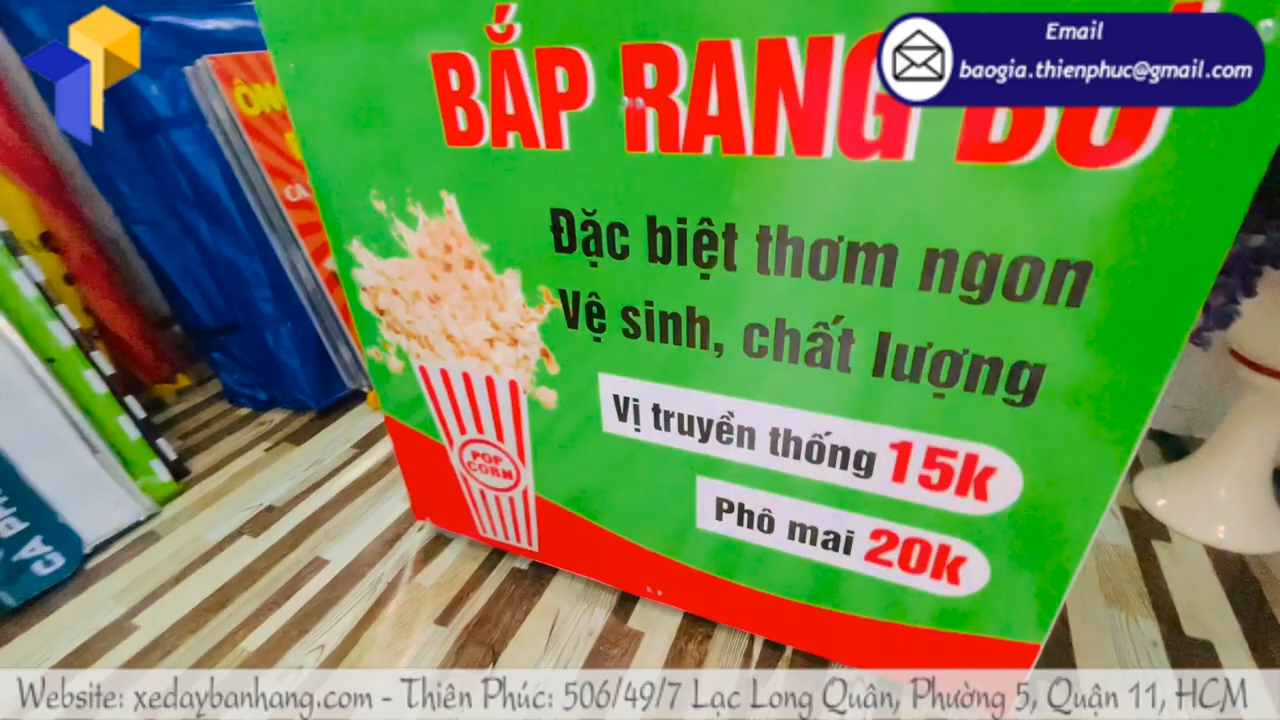 Email
baogia.thienphuc@gmail.com
BẮP RANG BƠ
Đặc biệt thơm ngon
Vệ sinh, chất lượng
Vị truyền thống 15k
Phô mai 20k
POP
CORN
Website: xedaybanhang.com - Thiên Phúc: 506/49/7 Lạc Long Quân, Phường 5, Quận 11, HCM